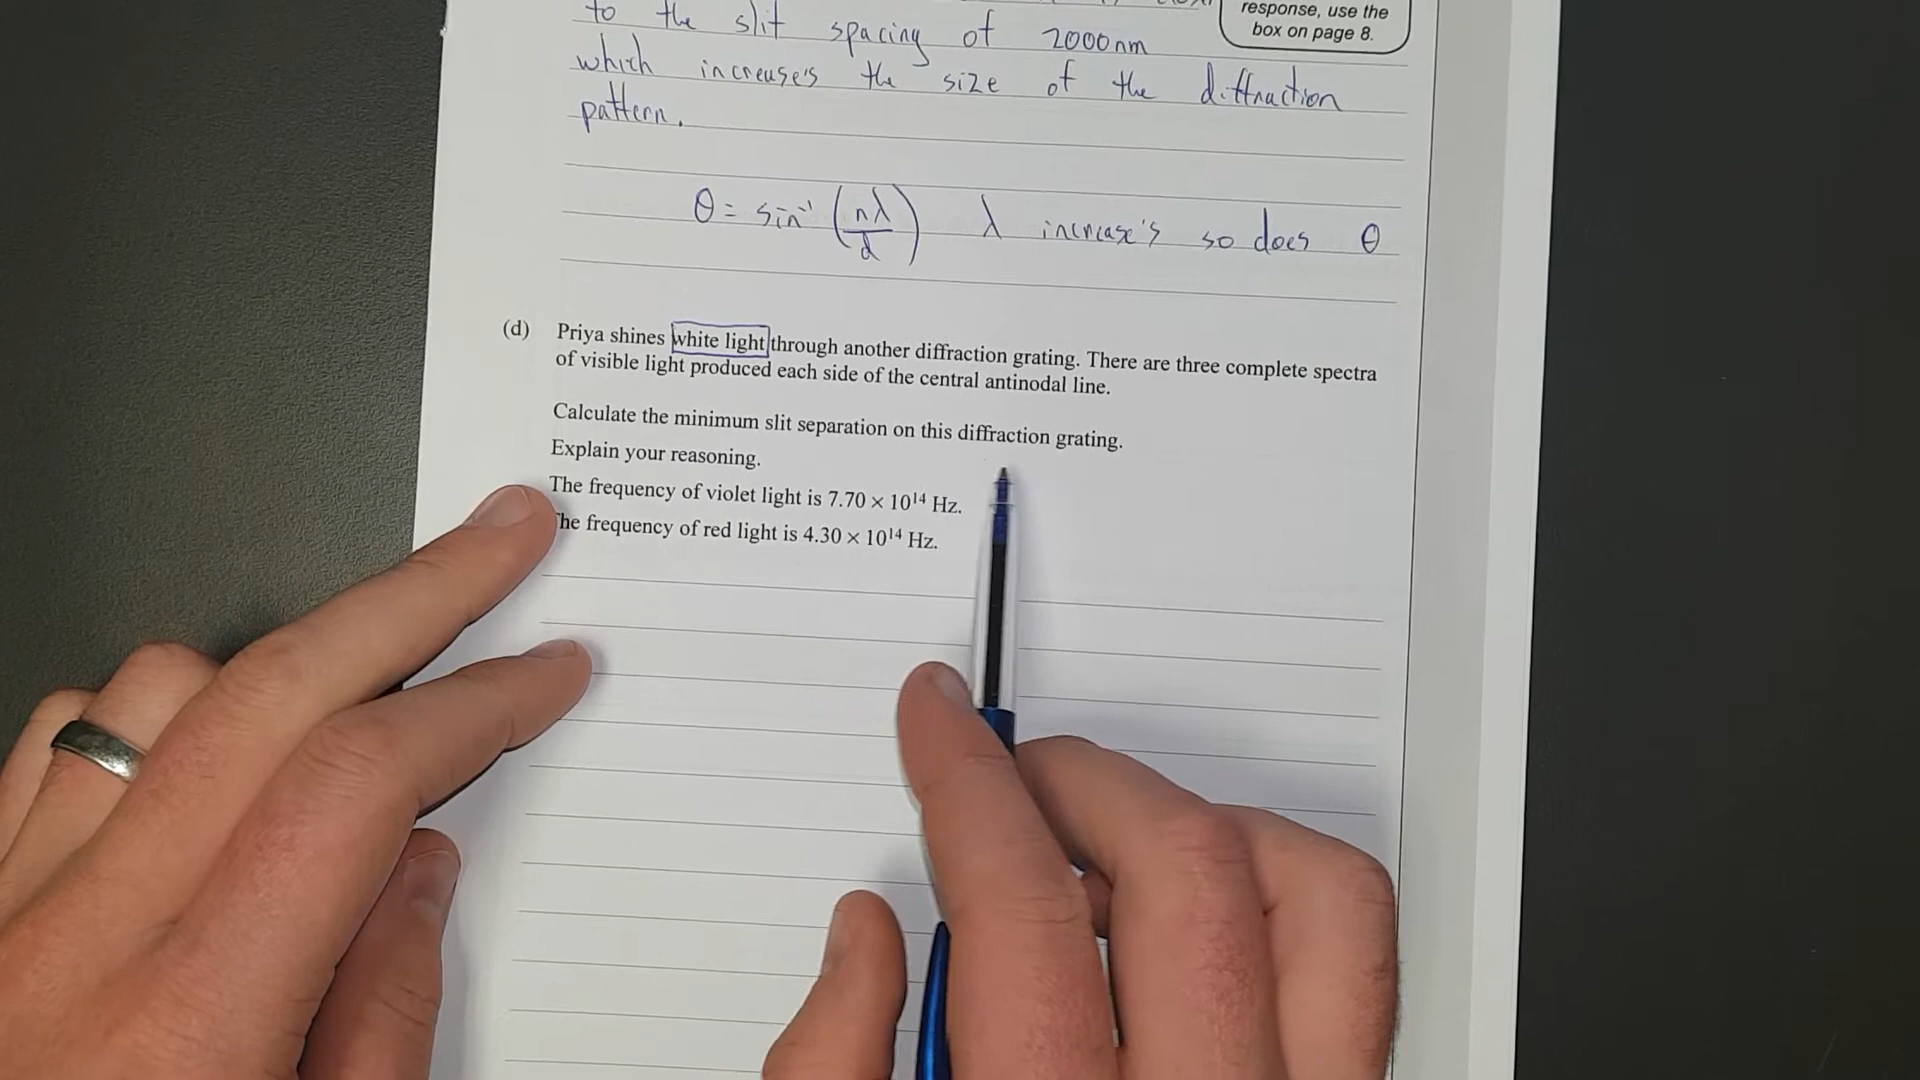 response, use the
box on page 8.
to the slit spacing of 2000nm
which increase's the size of the diffraction
pattern.
θ = sin⁻¹ (nλ/d) λ increase's so does θ
(d) Priya shines white light through another diffraction grating. There are three complete spectra
of visible light produced each side of the central antinodal line.
Calculate the minimum slit separation on this diffraction grating.
Explain your reasoning.
The frequency of violet light is 7.70 × 10¹⁴ Hz.
The frequency of red light is 4.30 × 10¹⁴ Hz.